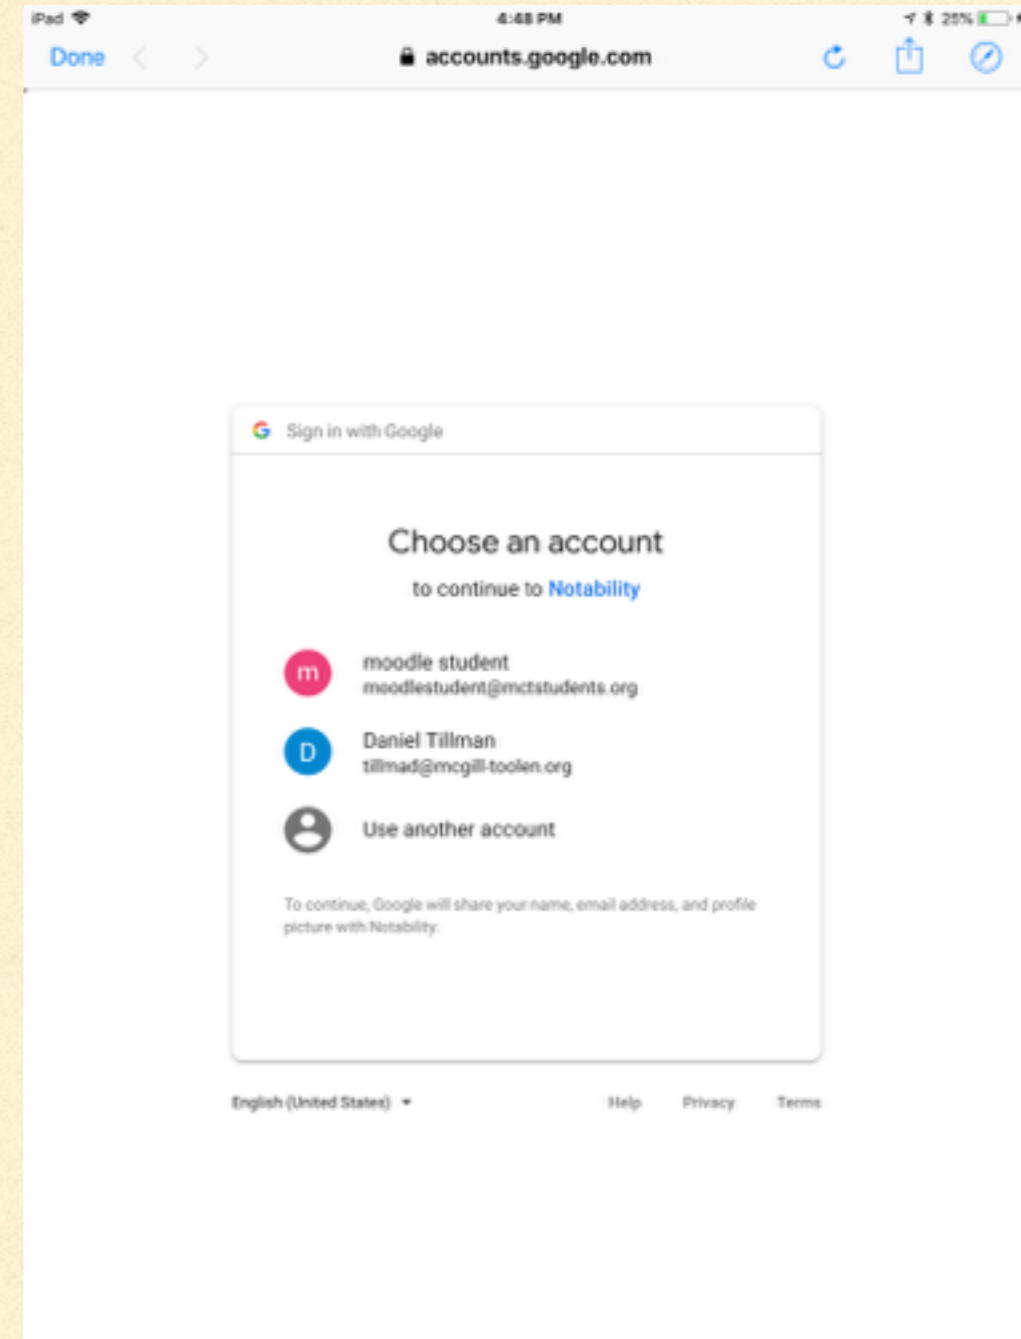 iPad 4:48 PM 25%
Done accounts.google.com
G Sign in with Google
Choose an account
to continue to Notability
m moodle student
moodlestudent@mctstudents.org
D Daniel Tillman
tillmad@mcgill-toolen.org
Use another account
To continue, Google will share your name, email address, and profile
picture with Notability.
English (United States) Help Privacy Terms